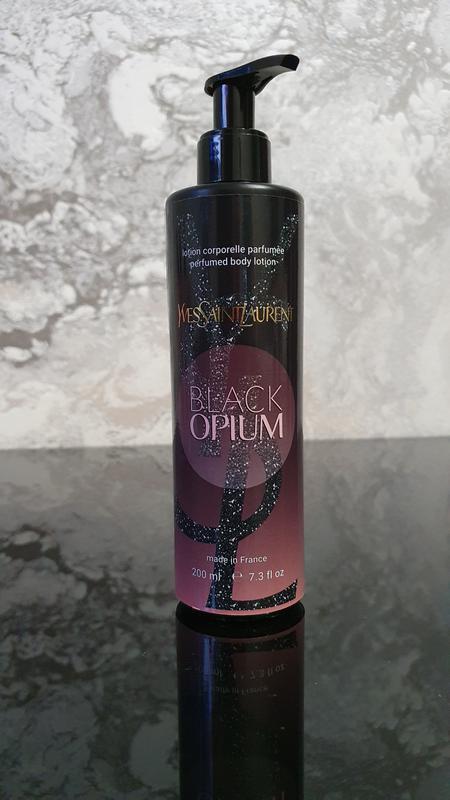 lotion corporelle parfumée
perfumed body lotion
YVESSAINTLAURENT
BLACK
OPIUM
made in France
200 ml ℮ 7.3 fl oz